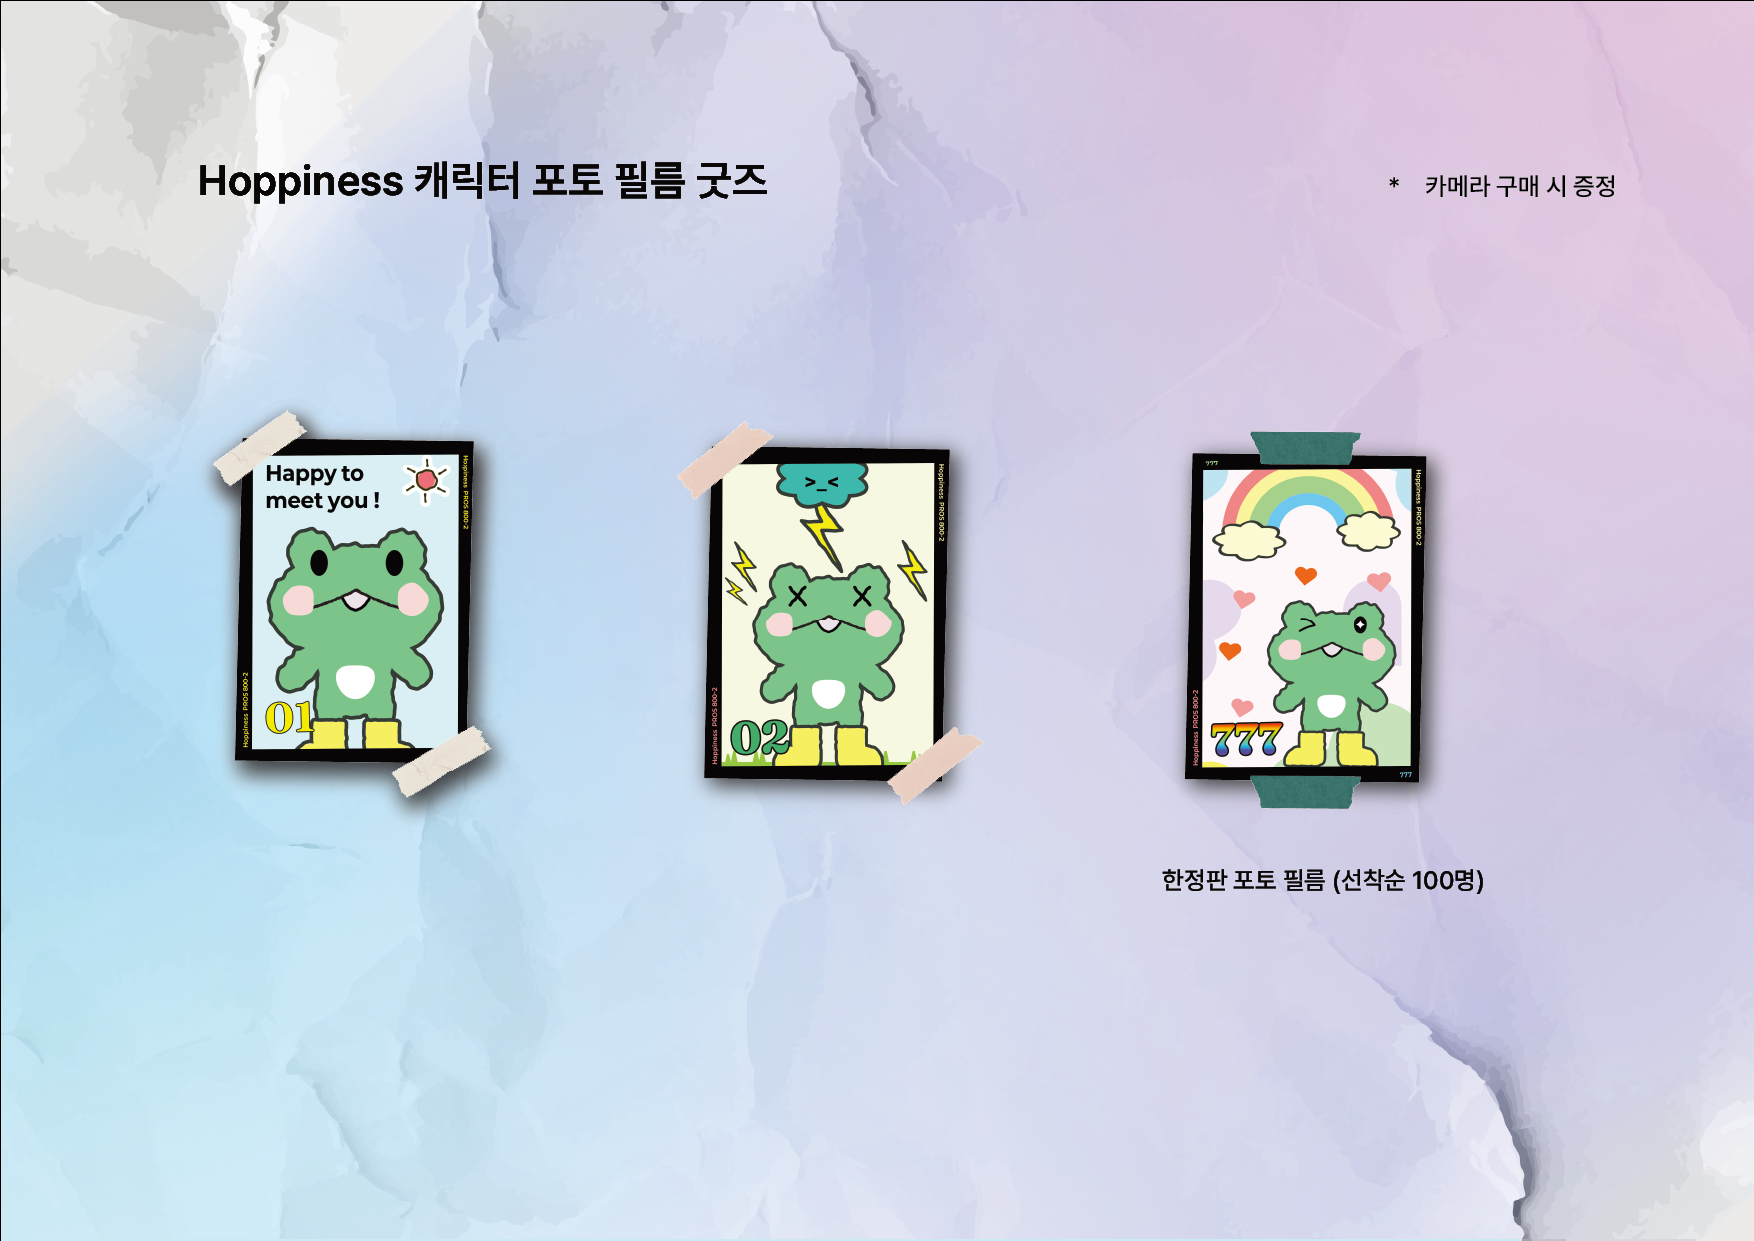 Hoppiness 캐릭터 포토 필름 굿즈
* 카메라 구매 시 증정
Happy to
meet you !
Hoppiness PROS 800-2
Hoppiness PROS 800-2
01
>_<
Hoppiness PROS 800-2
Hoppiness PROS 800-2
02
777
Hoppiness PROS 800-2
Hoppiness PROS 800-2
777
777
한정판 포토 필름 (선착순 100명)